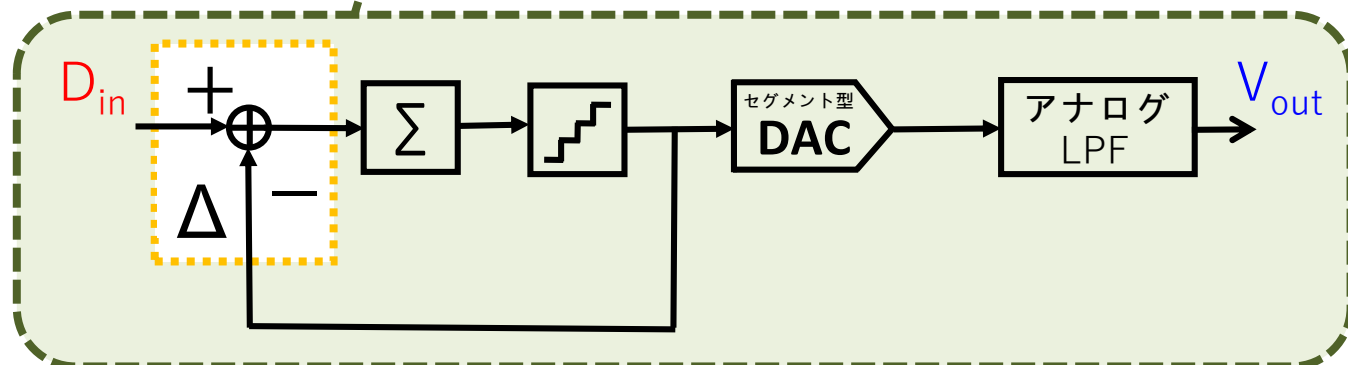 D_in
+
Δ
−
Σ
セグメント型
DAC
アナログ
LPF
V_out